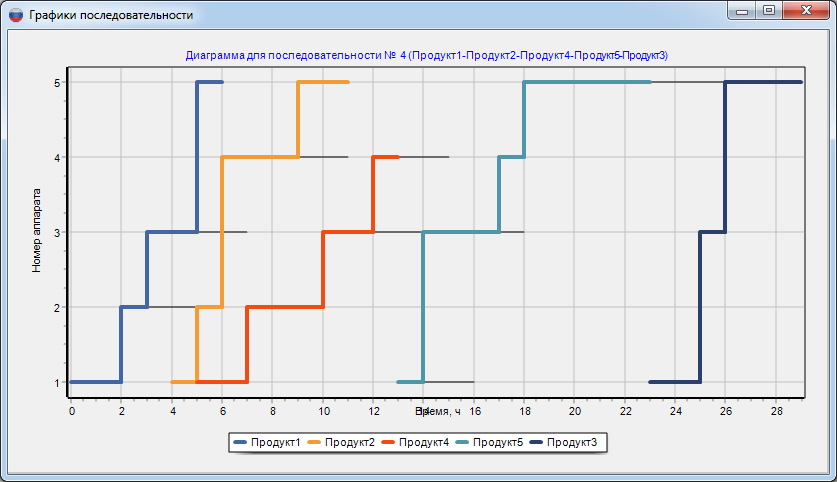 Графики последовательности
Диаграмма для последовательности № 4 (Продукт1-Продукт2-Продукт4-Продукт5-Продукт3)
Номер аппарата
5
4
3
2
1
0 2 4 6 8 10 12 14 16 18 20 22 24 26 28
Время, ч
Продукт1 Продукт2 Продукт4 Продукт5 Продукт3